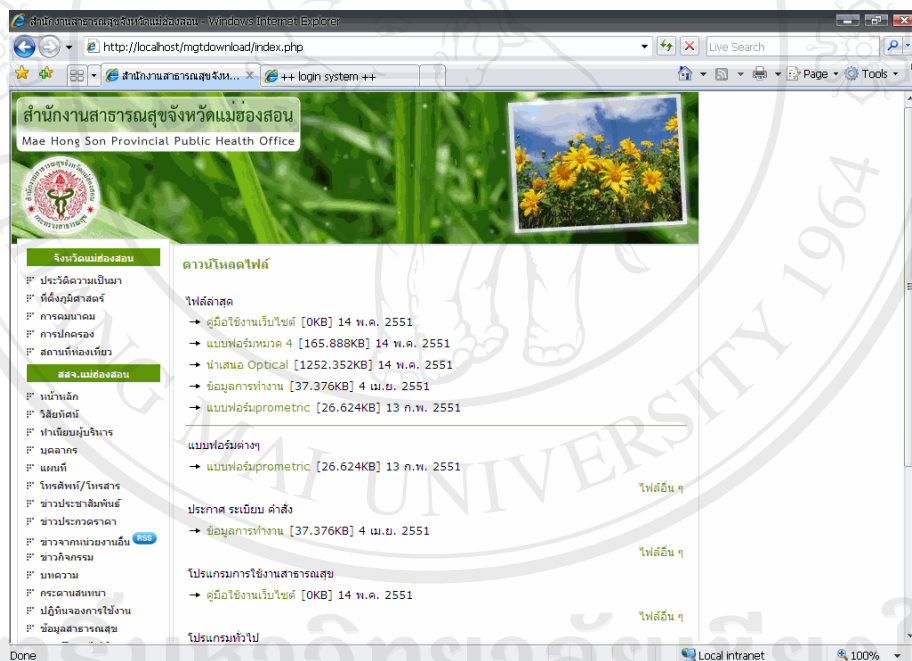 สำนักงานสาธารณสุขจังหวัดแม่ฮ่องสอน - Windows Internet Explorer
http://localhost/mgtdownload/index.php
Live Search
สำนักงานสาธารณสุขจังห...
++ login system ++
Page
Tools
สำนักงานสาธารณสุขจังหวัดแม่ฮ่องสอน
Mae Hong Son Provincial Public Health Office
จังหวัดแม่ฮ่องสอน
ประวัติความเป็นมา
ที่ตั้งภูมิศาสตร์
การคมนาคม
การปกครอง
สถานที่ท่องเที่ยว
สสจ.แม่ฮ่องสอน
หน้าหลัก
วิสัยทัศน์
ทำเนียบผู้บริหาร
บุคลากร
แผนที่
โทรศัพท์/โทรสาร
ข่าวประชาสัมพันธ์
ข่าวประกวดราคา
ข่าวจากหน่วยงานอื่น RSS
ข่าวกิจกรรม
บทความ
กระดานสนทนา
ปฏิทินจองการใช้งาน
ข้อมูลสาธารณสุข
ดาวน์โหลดไฟล์
ไฟล์ล่าสุด
คู่มือใช้งานเว็บไซต์ [0KB] 14 พ.ค. 2551
แบบฟอร์มหมวด 4 [165.888KB] 14 พ.ค. 2551
นำเสนอ Optical [1252.352KB] 14 พ.ค. 2551
ข้อมูลการทำงาน [37.376KB] 4 เม.ย. 2551
แบบฟอร์มprometric [26.624KB] 13 ก.พ. 2551
แบบฟอร์มต่างๆ
แบบฟอร์มprometric [26.624KB] 13 ก.พ. 2551
ไฟล์อื่น ๆ
ประกาศ ระเบียบ คำสั่ง
ข้อมูลการทำงาน [37.376KB] 4 เม.ย. 2551
ไฟล์อื่น ๆ
โปรแกรมการใช้งานสาธารณสุข
คู่มือใช้งานเว็บไซต์ [0KB] 14 พ.ค. 2551
ไฟล์อื่น ๆ
โปรแกรมทั่วไป
Done
Local intranet
100%
ANG MAI UNIVERSITY 1964